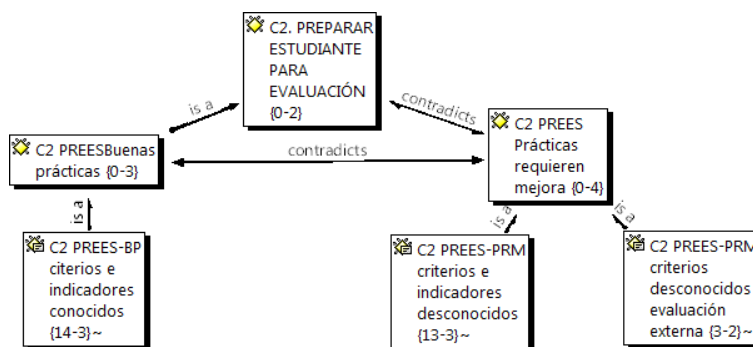 C2. PREPARAR
ESTUDIANTE
PARA
EVALUACIÓN
{0-2}
is a
contradicts
C2 PREESBuenas
prácticas {0-3}
contradicts
C2 PREES
Prácticas
requieren
mejora {0-4}
is a
is a
is a
C2 PREES-BP
citerios e
indicadores
conocidos
{14-3}~
C2 PREES-PRM
criterios e
indicadores
desconocidos
{13-3}~
C2 PREES-PRM
criterios
desconocidos
evaluación
externa {3-2}~